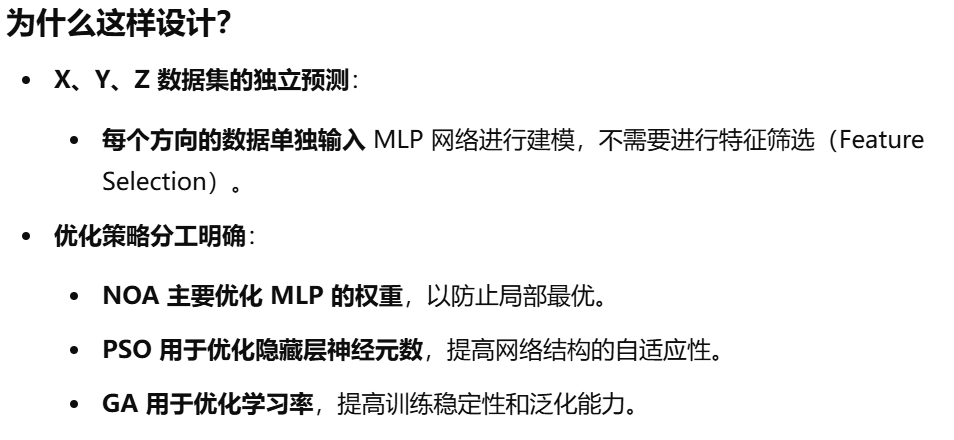 为什么这样设计？
• X、Y、Z 数据集的独立预测：
• 每个方向的数据单独输入 MLP 网络进行建模，不需要进行特征筛选（Feature
Selection）。
• 优化策略分工明确：
• NOA 主要优化 MLP 的权重，以防止局部最优。
• PSO 用于优化隐藏层神经元数，提高网络结构的自适应性。
• GA 用于优化学习率，提高训练稳定性和泛化能力。